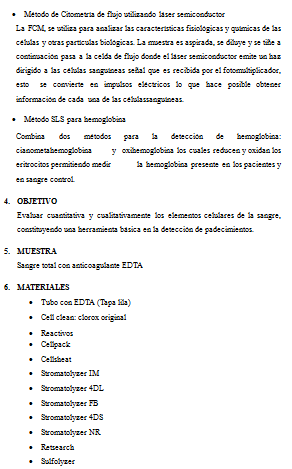 • Método de Citometría de flujo utilizando láser semiconductor
La FCM, se utiliza para analizar las características fisiológicas y químicas de las
células y otras partículas biológicas. La muestra es aspirada, se diluye y se tiñe a
continuación pasa a la celda de flujo donde el láser semiconductor emite un haz
dirigido a las células sanguíneas señal que es recibida por el fotomultiplicador,
esto se convierte en impulsos eléctricos lo que hace posible obtener
información de cada una de las célulassanguíneas.
• Método SLS para hemoglobina
Combina dos métodos para la detección de hemoglobina:
cianometahemoglobina y oxihemoglobina los cuales reducen y oxidan los
eritrocitos permitiendo medir la hemoglobina presente en los pacientes y
en sangre control.
4. OBJETIVO
Evaluar cuantitativa y cualitativamente los elementos celulares de la sangre,
constituyendo una herramienta básica en la detección de padecimientos.
5. MUESTRA
Sangre total con anticoagulante EDTA
6. MATERIALES
• Tubo con EDTA (Tapa lila)
• Cell clean: clorox original
• Reactivos
• Cellpack
• Cellsheat
• Stromatolyzer IM
• Stromatolyzer 4DL
• Stromatolyzer FB
• Stromatolyzer 4DS
• Stromatolyzer NR
• Retsearch
• Sulfolyzer